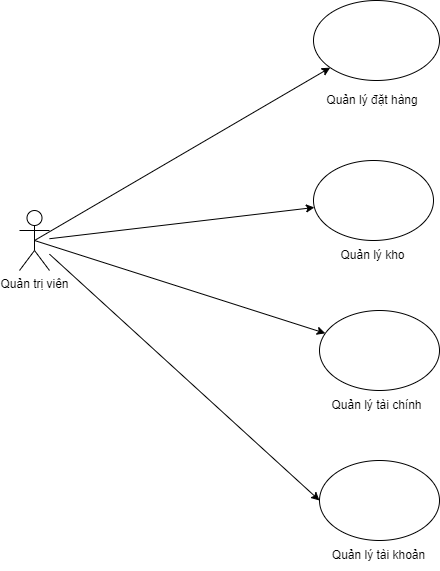 Quản lý đặt hàng
Quản lý kho
Quản trị viên
Quản lý tài chính
Quản lý tài khoản